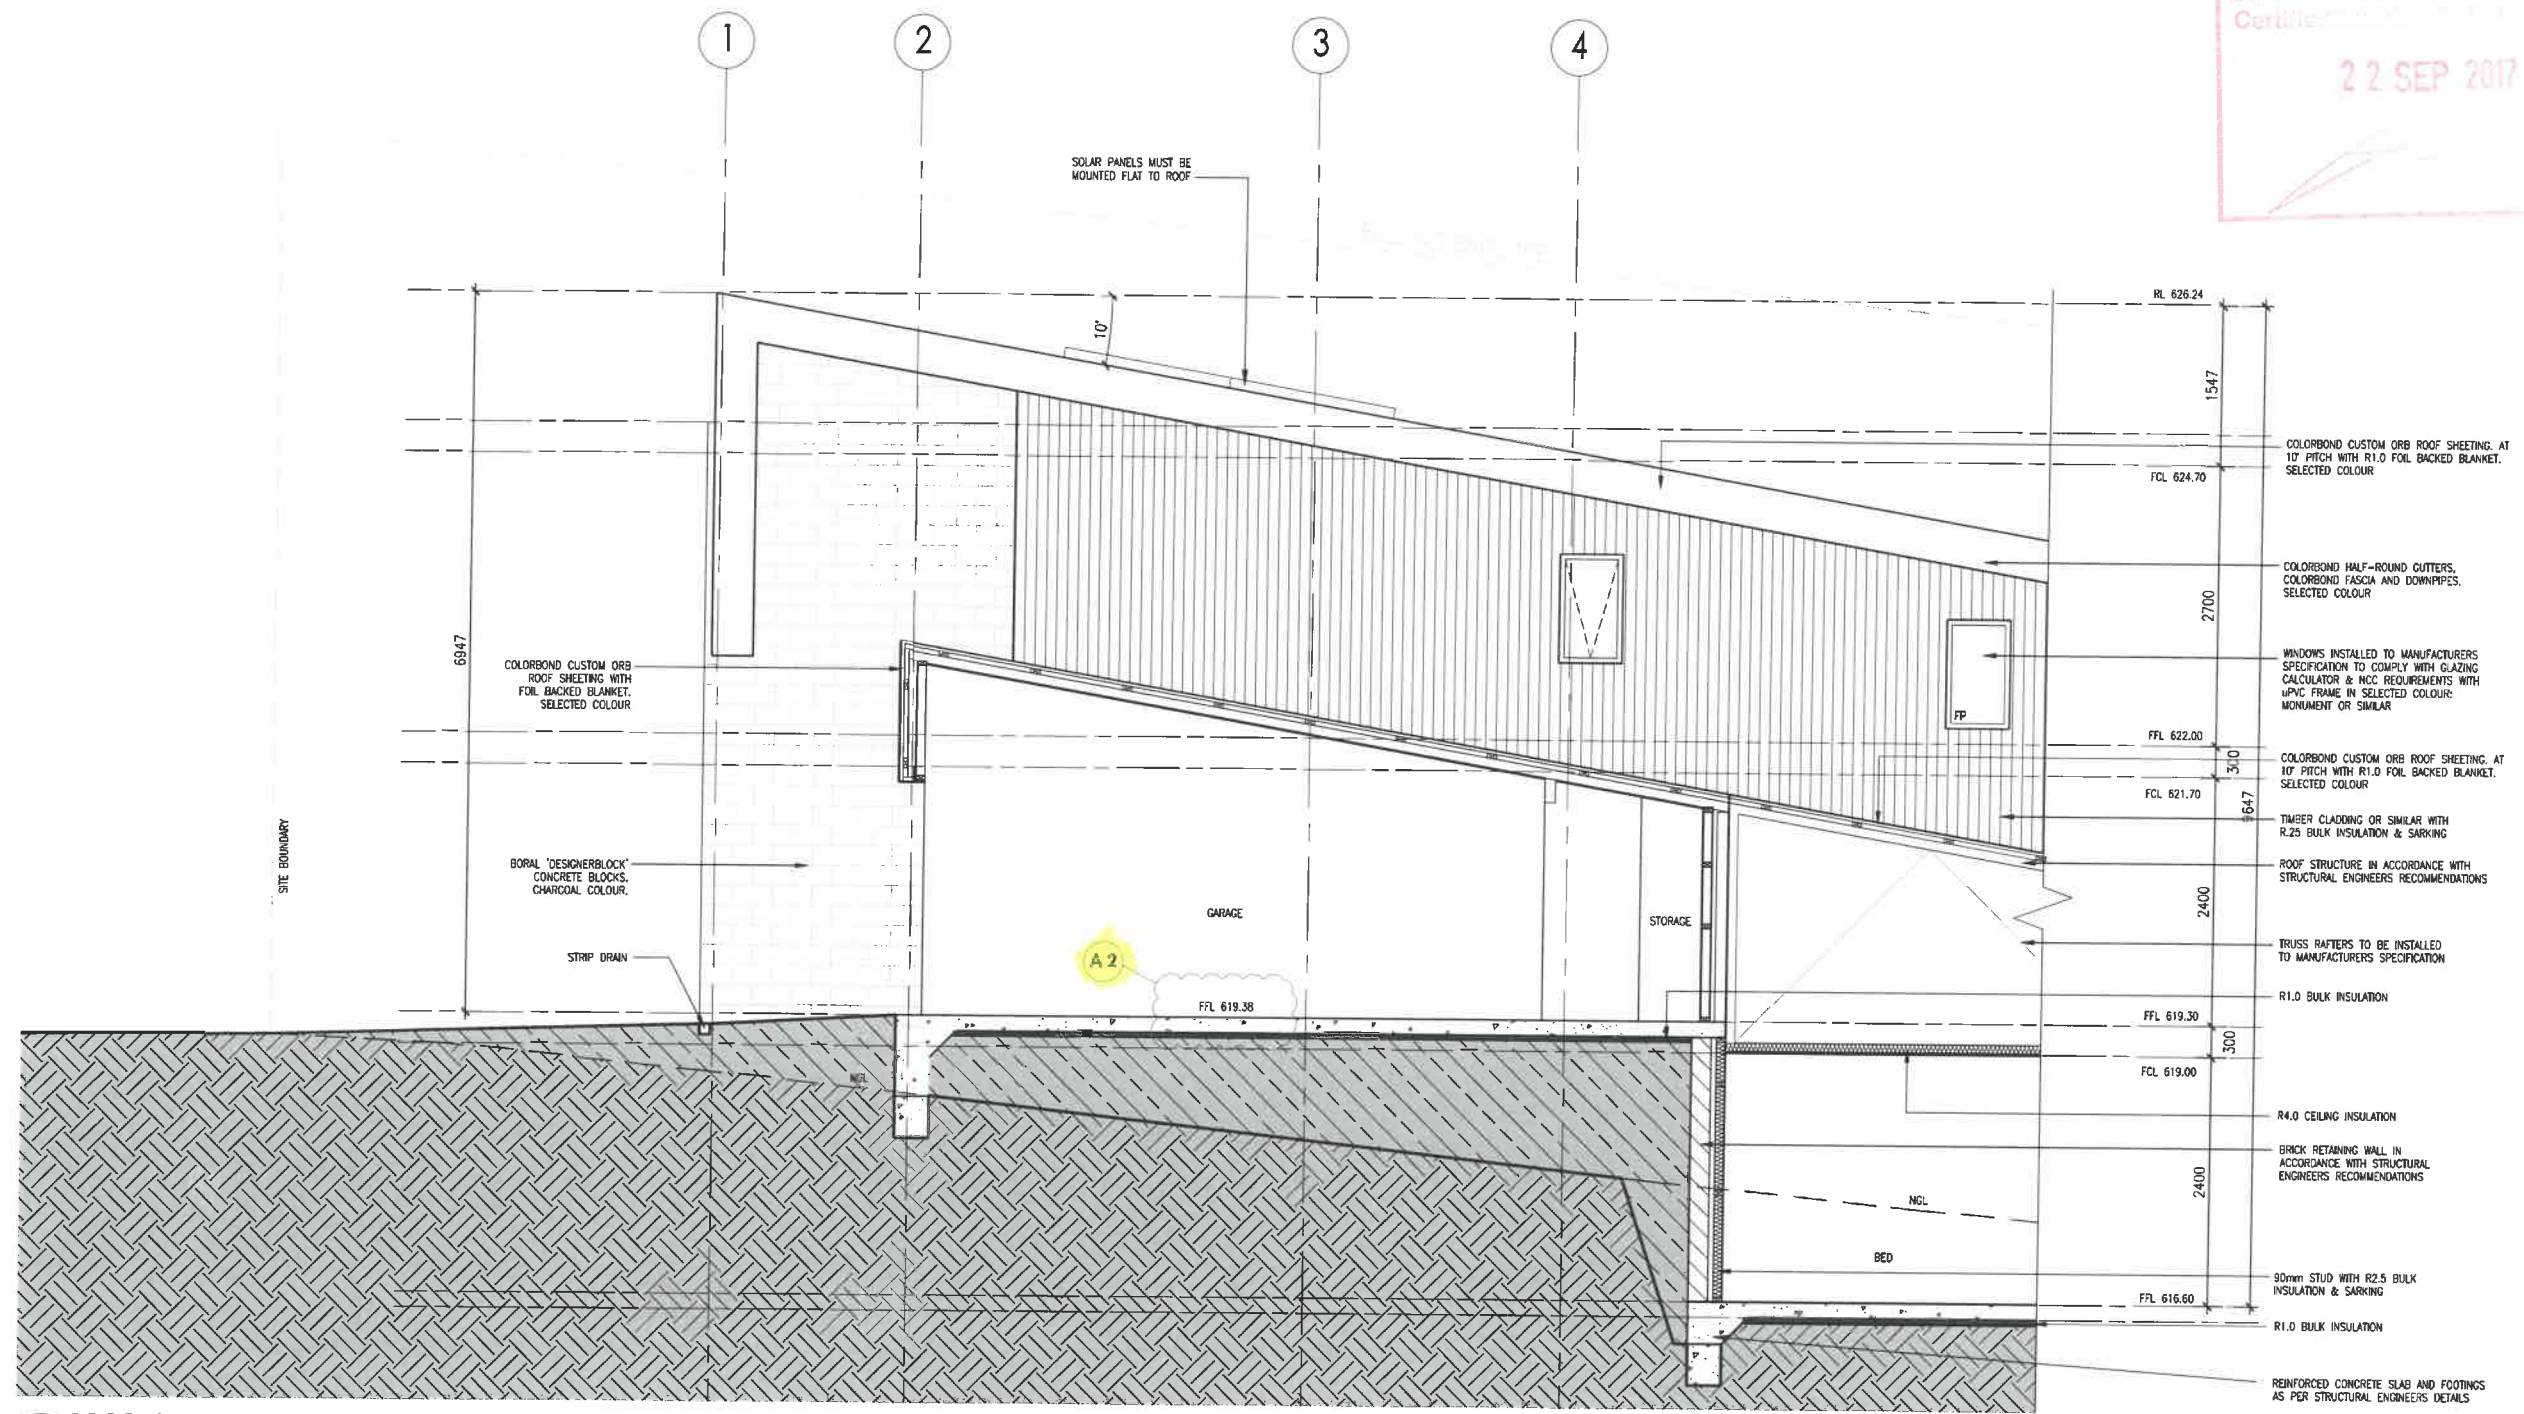 1
2
3
4
22 SEP 2017
SOLAR PANELS MUST BE
MOUNTED FLAT TO ROOF
RL 626.24
10°
1547
COLORBOND CUSTOM ORB ROOF SHEETING. AT
10° PITCH WITH R1.0 FOIL BACKED BLANKET.
SELECTED COLOUR
FCL 624.70
COLORBOND HALF-ROUND GUTTERS,
COLORBOND FASCIA AND DOWNPIPES.
SELECTED COLOUR
2700
6947
COLORBOND CUSTOM ORB
ROOF SHEETING WITH
FOIL BACKED BLANKET.
SELECTED COLOUR
WINDOWS INSTALLED TO MANUFACTURERS
SPECIFICATION TO COMPLY WITH GLAZING
CALCULATOR & NCC REQUIREMENTS WITH
uPVC FRAME IN SELECTED COLOUR:
MONUMENT OR SIMILAR
FP
FFL 622.00
300
COLORBOND CUSTOM ORB ROOF SHEETING. AT
10° PITCH WITH R1.0 FOIL BACKED BLANKET.
SELECTED COLOUR
FCL 621.70
9647
TIMBER CLADDING OR SIMILAR WITH
R.25 BULK INSULATION & SARKING
SITE BOUNDARY
BORAL 'DESIGNERBLOCK'
CONCRETE BLOCKS.
CHARCOAL COLOUR.
ROOF STRUCTURE IN ACCORDANCE WITH
STRUCTURAL ENGINEERS RECOMMENDATIONS
2400
GARAGE
STORAGE
TRUSS RAFTERS TO BE INSTALLED
TO MANUFACTURERS SPECIFICATION
STRIP DRAIN
A 2
R1.0 BULK INSULATION
FFL 619.38
FFL 619.30
300
FCL 619.00
NGL
R4.0 CEILING INSULATION
BRICK RETAINING WALL IN
ACCORDANCE WITH STRUCTURAL
ENGINEERS RECOMMENDATIONS
2400
NGL
BED
90mm STUD WITH R2.5 BULK
INSULATION & SARKING
FFL 616.60
R1.0 BULK INSULATION
REINFORCED CONCRETE SLAB AND FOOTINGS
AS PER STRUCTURAL ENGINEERS DETAILS